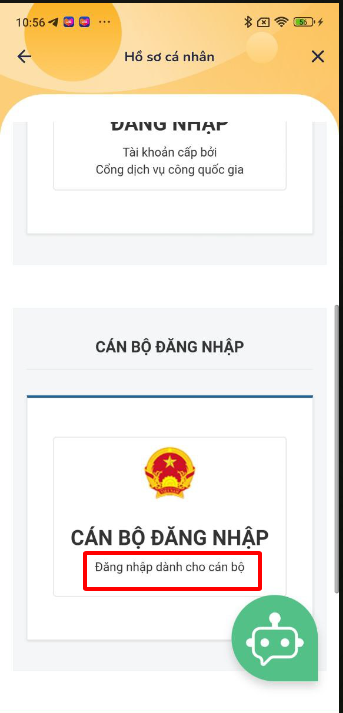 10:56
56
Hồ sơ cá nhân
ĐĂNG NHẬP
Tài khoản cấp bởi
Cổng dịch vụ công quốc gia
CÁN BỘ ĐĂNG NHẬP
CÁN BỘ ĐĂNG NHẬP
Đăng nhập dành cho cán bộ